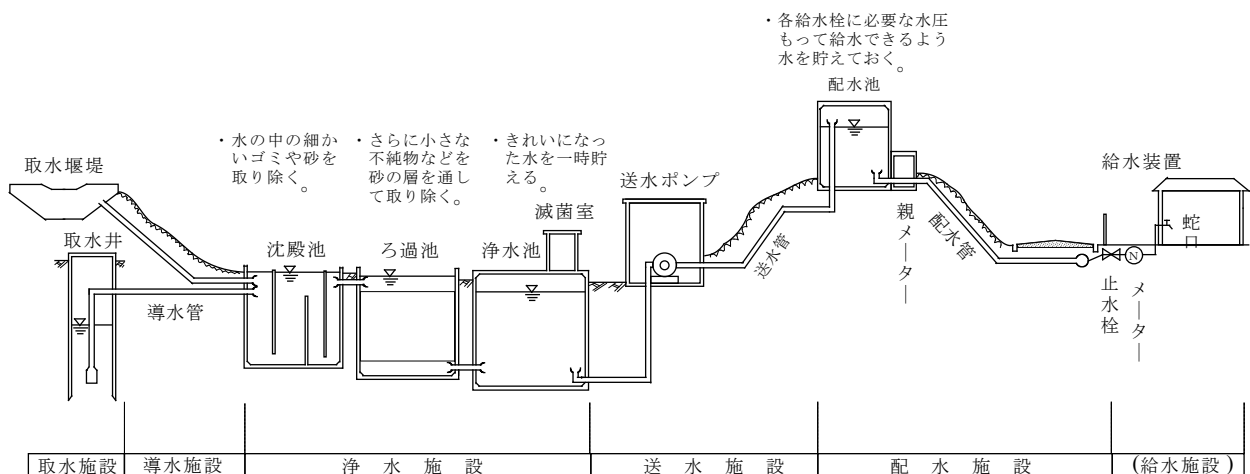 ・各給水栓に必要な水圧
もって給水できるよう
水を貯えておく。
配水池
・水の中の細か
いゴミや砂を
取り除く。
・さらに小さな
不純物などを
砂の層を通し
て取り除く。
・きれいになっ
た水を一時貯
える。
取水堰堤
取水井
導水管
沈殿池
ろ過池
浄水池
滅菌室
送水ポンプ
送水管
親メーター
配水管
給水装置
蛇
止水栓
メーター
N
取水施設
導水施設
浄水施設
送水施設
配水施設
(給水施設)